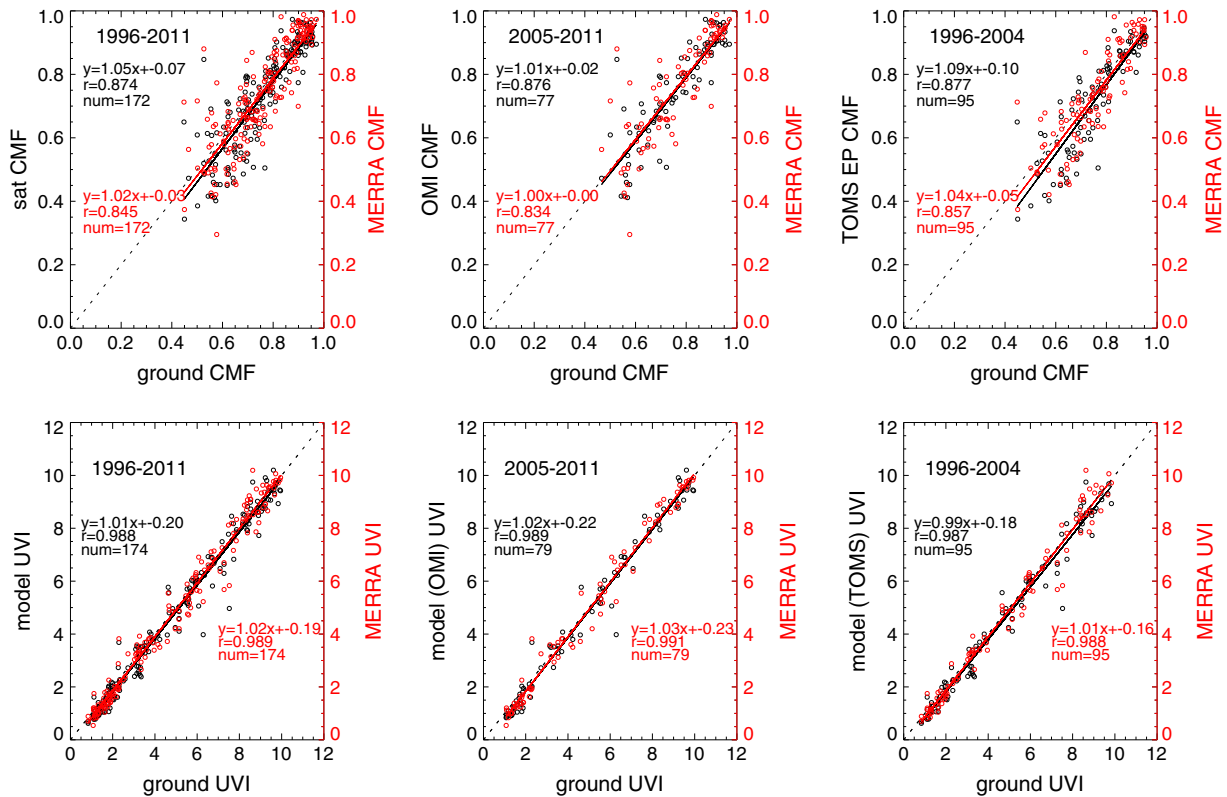 1996-2011
y=1.05x+-0.07
r=0.874
num=172
y=1.02x+-0.03
r=0.845
num=172
sat CMF
1.0
0.8
0.6
0.4
0.2
0.0
MERRA CMF
1.0
0.8
0.6
0.4
0.2
0.0
0.0 0.2 0.4 0.6 0.8 1.0
ground CMF
2005-2011
y=1.01x+-0.02
r=0.876
num=77
y=1.00x+-0.00
r=0.834
num=77
OMI CMF
1.0
0.8
0.6
0.4
0.2
0.0
MERRA CMF
1.0
0.8
0.6
0.4
0.2
0.0
0.0 0.2 0.4 0.6 0.8 1.0
ground CMF
1996-2004
y=1.09x+-0.10
r=0.877
num=95
y=1.04x+-0.05
r=0.857
num=95
TOMS EP CMF
1.0
0.8
0.6
0.4
0.2
0.0
MERRA CMF
1.0
0.8
0.6
0.4
0.2
0.0
0.0 0.2 0.4 0.6 0.8 1.0
ground CMF
1996-2011
y=1.01x+-0.20
r=0.988
num=174
y=1.02x+-0.19
r=0.989
num=174
model UVI
12
10
8
6
4
2
0
MERRA UVI
12
10
8
6
4
2
0
0 2 4 6 8 10 12
ground UVI
2005-2011
y=1.02x+-0.22
r=0.989
num=79
y=1.03x+-0.23
r=0.991
num=79
model (OMI) UVI
12
10
8
6
4
2
0
MERRA UVI
12
10
8
6
4
2
0
0 2 4 6 8 10 12
ground UVI
1996-2004
y=0.99x+-0.18
r=0.987
num=95
y=1.01x+-0.16
r=0.988
num=95
model (TOMS) UVI
12
10
8
6
4
2
0
MERRA UVI
12
10
8
6
4
2
0
0 2 4 6 8 10 12
ground UVI